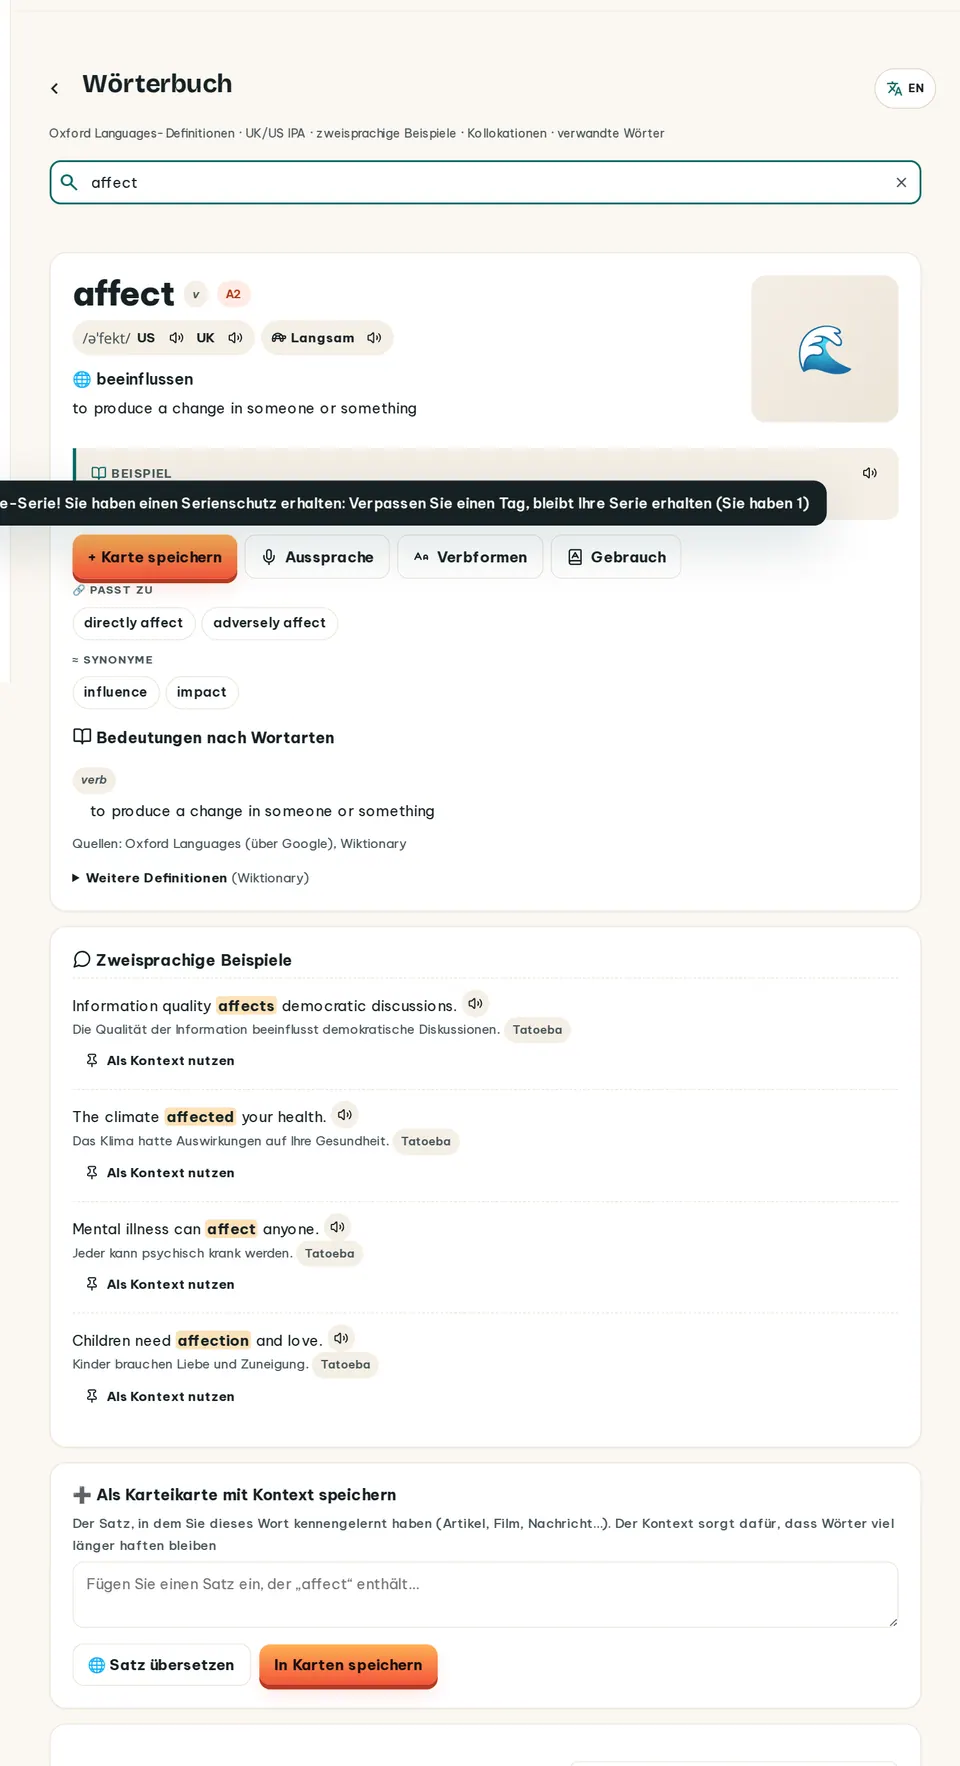 Wörterbuch
EN
Oxford Languages-Definitionen · UK/US IPA · zweisprachige Beispiele · Kollokationen · verwandte Wörter
affect
affect v A2
/ə'fekt/ US UK Langsam
beeinflussen
to produce a change in someone or something
BEISPIEL
e-Serie! Sie haben einen Serienschutz erhalten: Verpassen Sie einen Tag, bleibt Ihre Serie erhalten (Sie haben 1)
+ Karte speichern Aussprache Verbformen Gebrauch
PASST ZU
directly affect adversely affect
≈ SYNONYME
influence impact
Bedeutungen nach Wortarten
verb
to produce a change in someone or something
Quellen: Oxford Languages (über Google), Wiktionary
Weitere Definitionen (Wiktionary)
Zweisprachige Beispiele
Information quality affects democratic discussions.
Die Qualität der Information beeinflusst demokratische Diskussionen. Tatoeba
Als Kontext nutzen
The climate affected your health.
Das Klima hatte Auswirkungen auf Ihre Gesundheit. Tatoeba
Als Kontext nutzen
Mental illness can affect anyone.
Jeder kann psychisch krank werden. Tatoeba
Als Kontext nutzen
Children need affection and love.
Kinder brauchen Liebe und Zuneigung. Tatoeba
Als Kontext nutzen
Als Karteikarte mit Kontext speichern
Der Satz, in dem Sie dieses Wort kennengelernt haben (Artikel, Film, Nachricht…). Der Kontext sorgt dafür, dass Wörter viel
länger haften bleiben
Fügen Sie einen Satz ein, der „affect“ enthält…
Satz übersetzen In Karten speichern